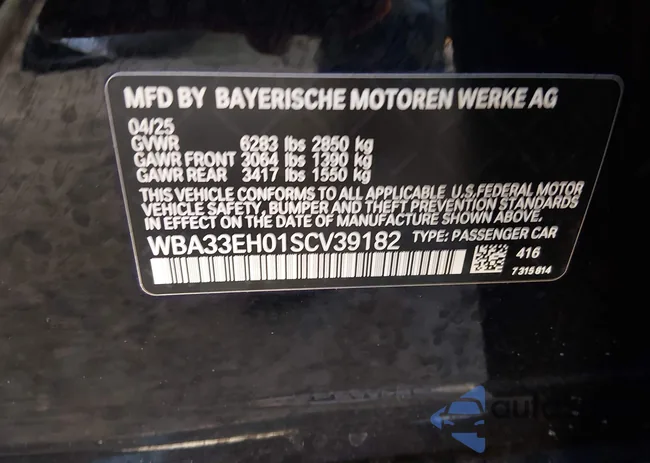 MFD BY BAYERISCHE MOTOREN WERKE AG
04/25
GVWR 6283 lbs 2850 kg
GAWR FRONT 3064 lbs 1390 kg
GAWR REAR 3417 lbs 1550 kg
THIS VEHICLE CONFORMS TO ALL APPLICABLE U.S.FEDERAL MOTOR
VEHICLE SAFETY, BUMPER AND THEFT PREVENTION STANDARDS
IN EFFECT ON THE DATE OF MANUFACTURE SHOWN ABOVE.
WBA33EH01SCV39182 TYPE: PASSENGER CAR
416
7315814